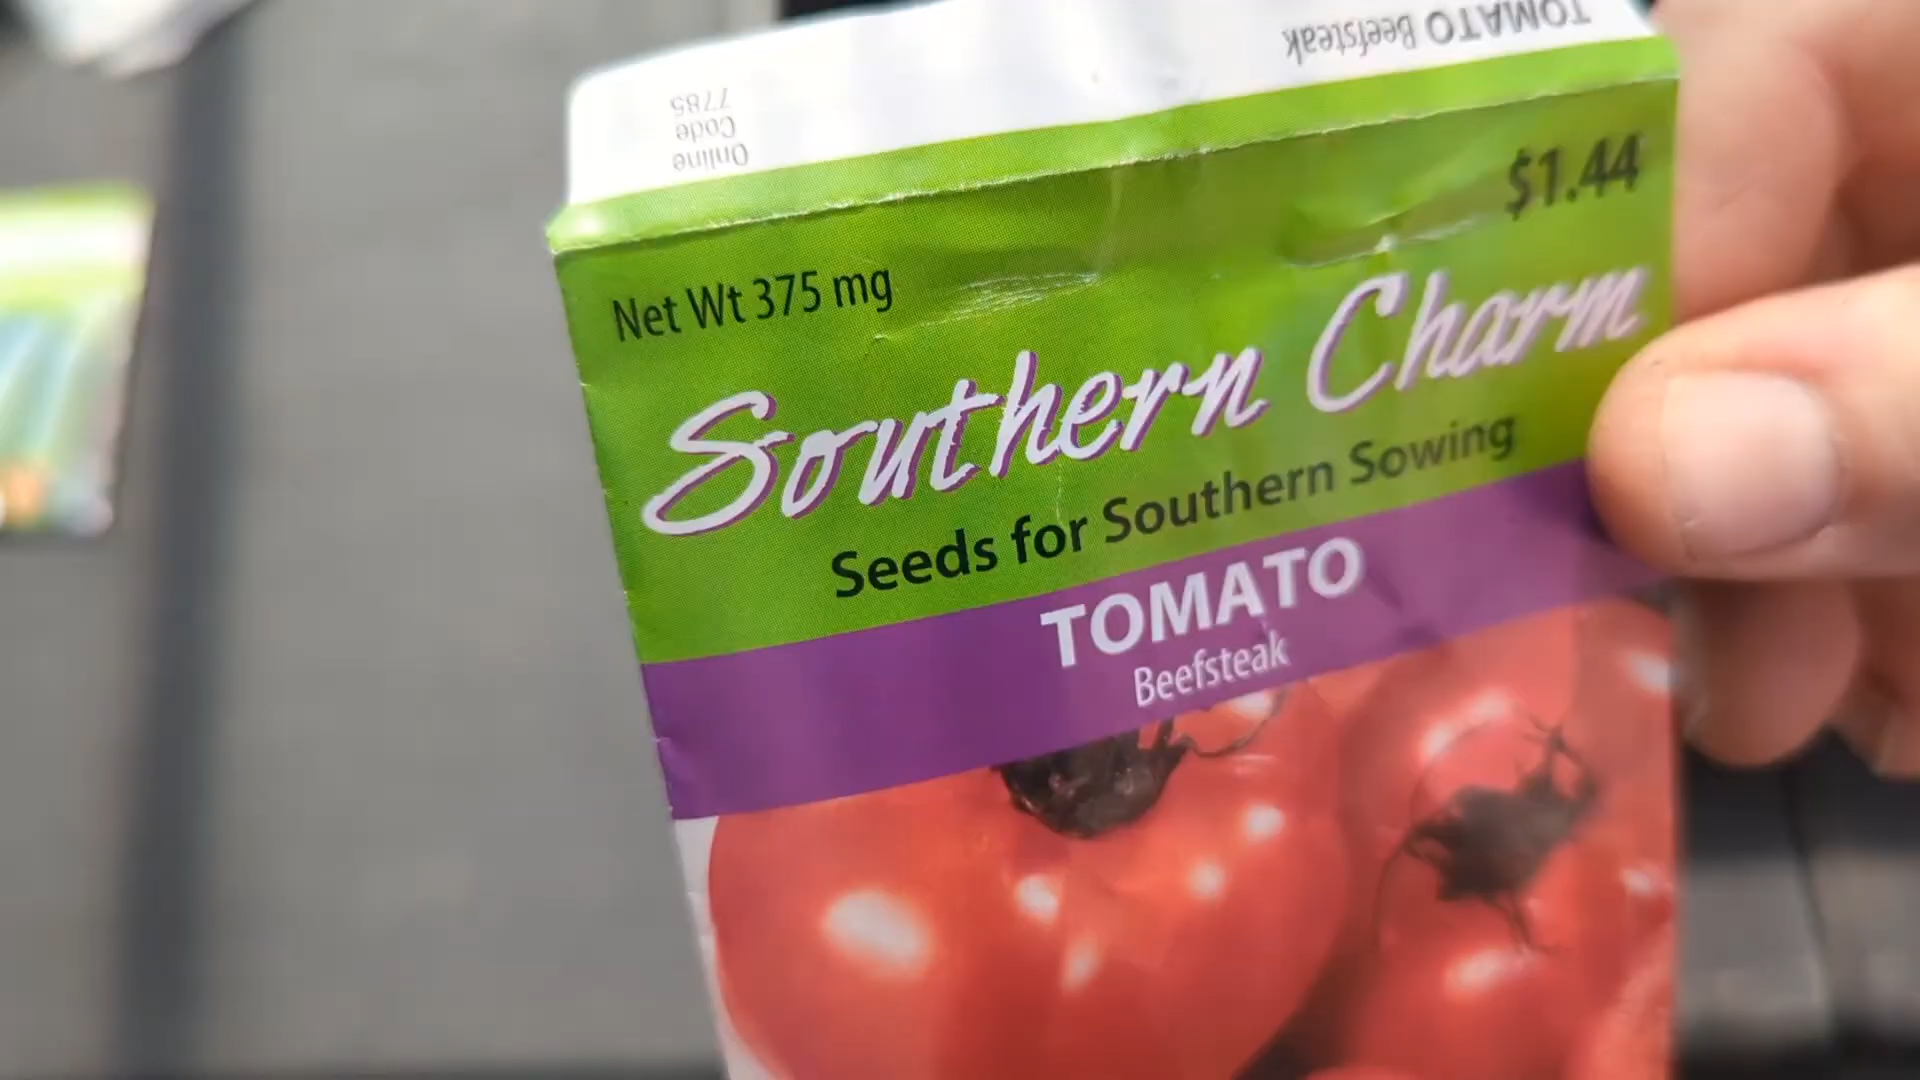 TOMATO Beefsteak
Online
Code
7785
$1.44
Net Wt 375 mg
Southern Charm
Seeds for Southern Sowing
TOMATO
Beefsteak